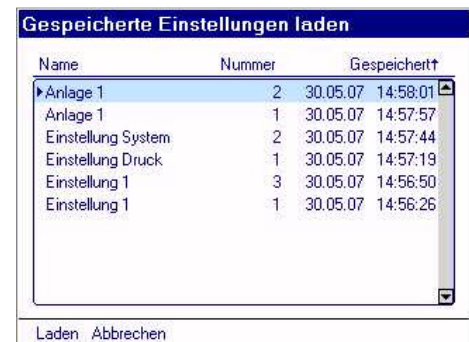 Gespeicherte Einstellungen laden
Name Nummer Gespeichert↑
Anlage 1 2 30.05.07 14:58:01
Anlage 1 1 30.05.07 14:57:57
Einstellung System 2 30.05.07 14:57:44
Einstellung Druck 1 30.05.07 14:57:19
Einstellung 1 3 30.05.07 14:56:50
Einstellung 1 1 30.05.07 14:56:26
Laden Abbrechen